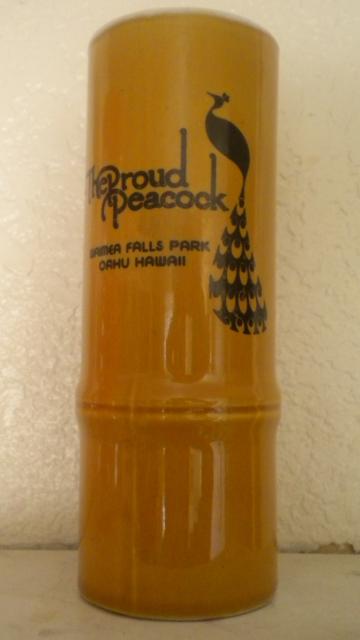 The Proud
Peacock
WAIMEA FALLS PARK
OAHU HAWAII